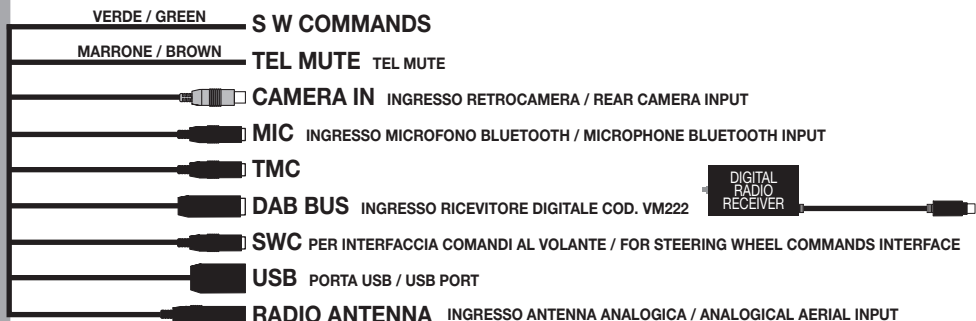 VERDE / GREEN S W COMMANDS
MARRONE / BROWN TEL MUTE TEL MUTE
CAMERA IN INGRESSO RETROCAMERA / REAR CAMERA INPUT
MIC INGRESSO MICROFONO BLUETOOTH / MICROPHONE BLUETOOTH INPUT
TMC
DIGITAL
RADIO
RECEIVER
DAB BUS INGRESSO RICEVITORE DIGITALE COD. VM222
SWC PER INTERFACCIA COMANDI AL VOLANTE / FOR STEERING WHEEL COMMANDS INTERFACE
USB PORTA USB / USB PORT
RADIO ANTENNA INGRESSO ANTENNA ANALOGICA / ANALOGICAL AERIAL INPUT